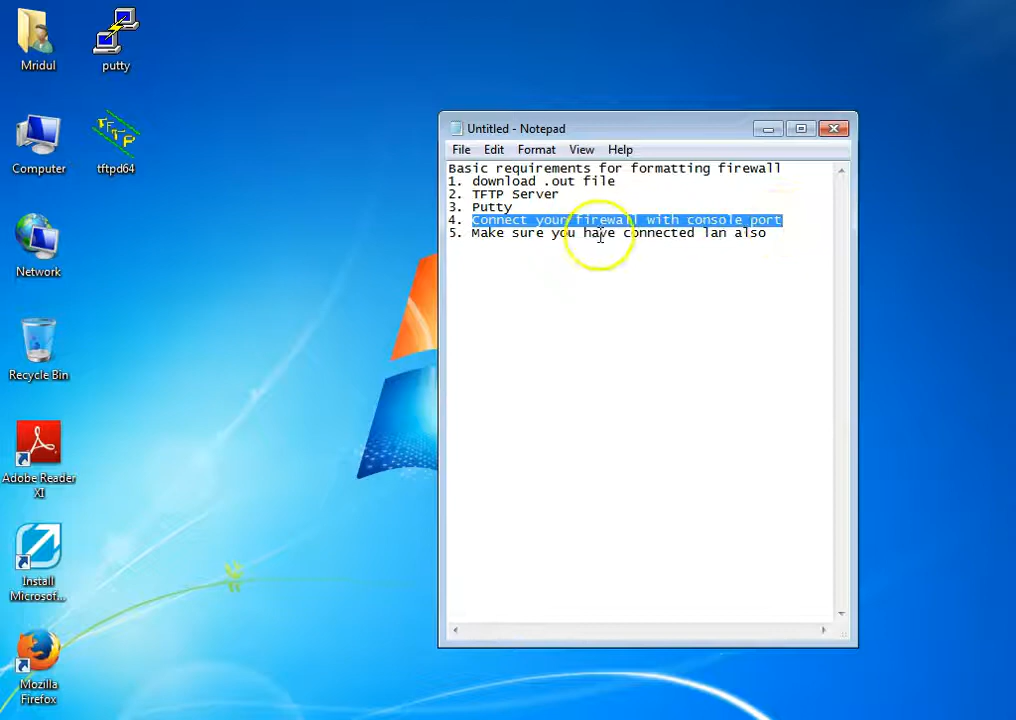 Mridul
putty
Computer
tftpd64
Network
Recycle Bin
Adobe Reader
XI
Install
Microsof...
Mozilla
Firefox
TFTP
Untitled - Notepad
File Edit Format View Help
Basic requirements for formatting firewall
1. download .out file
2. TFTP Server
3. Putty
4. Connect your firewall with console port
5. Make sure you have connected lan also